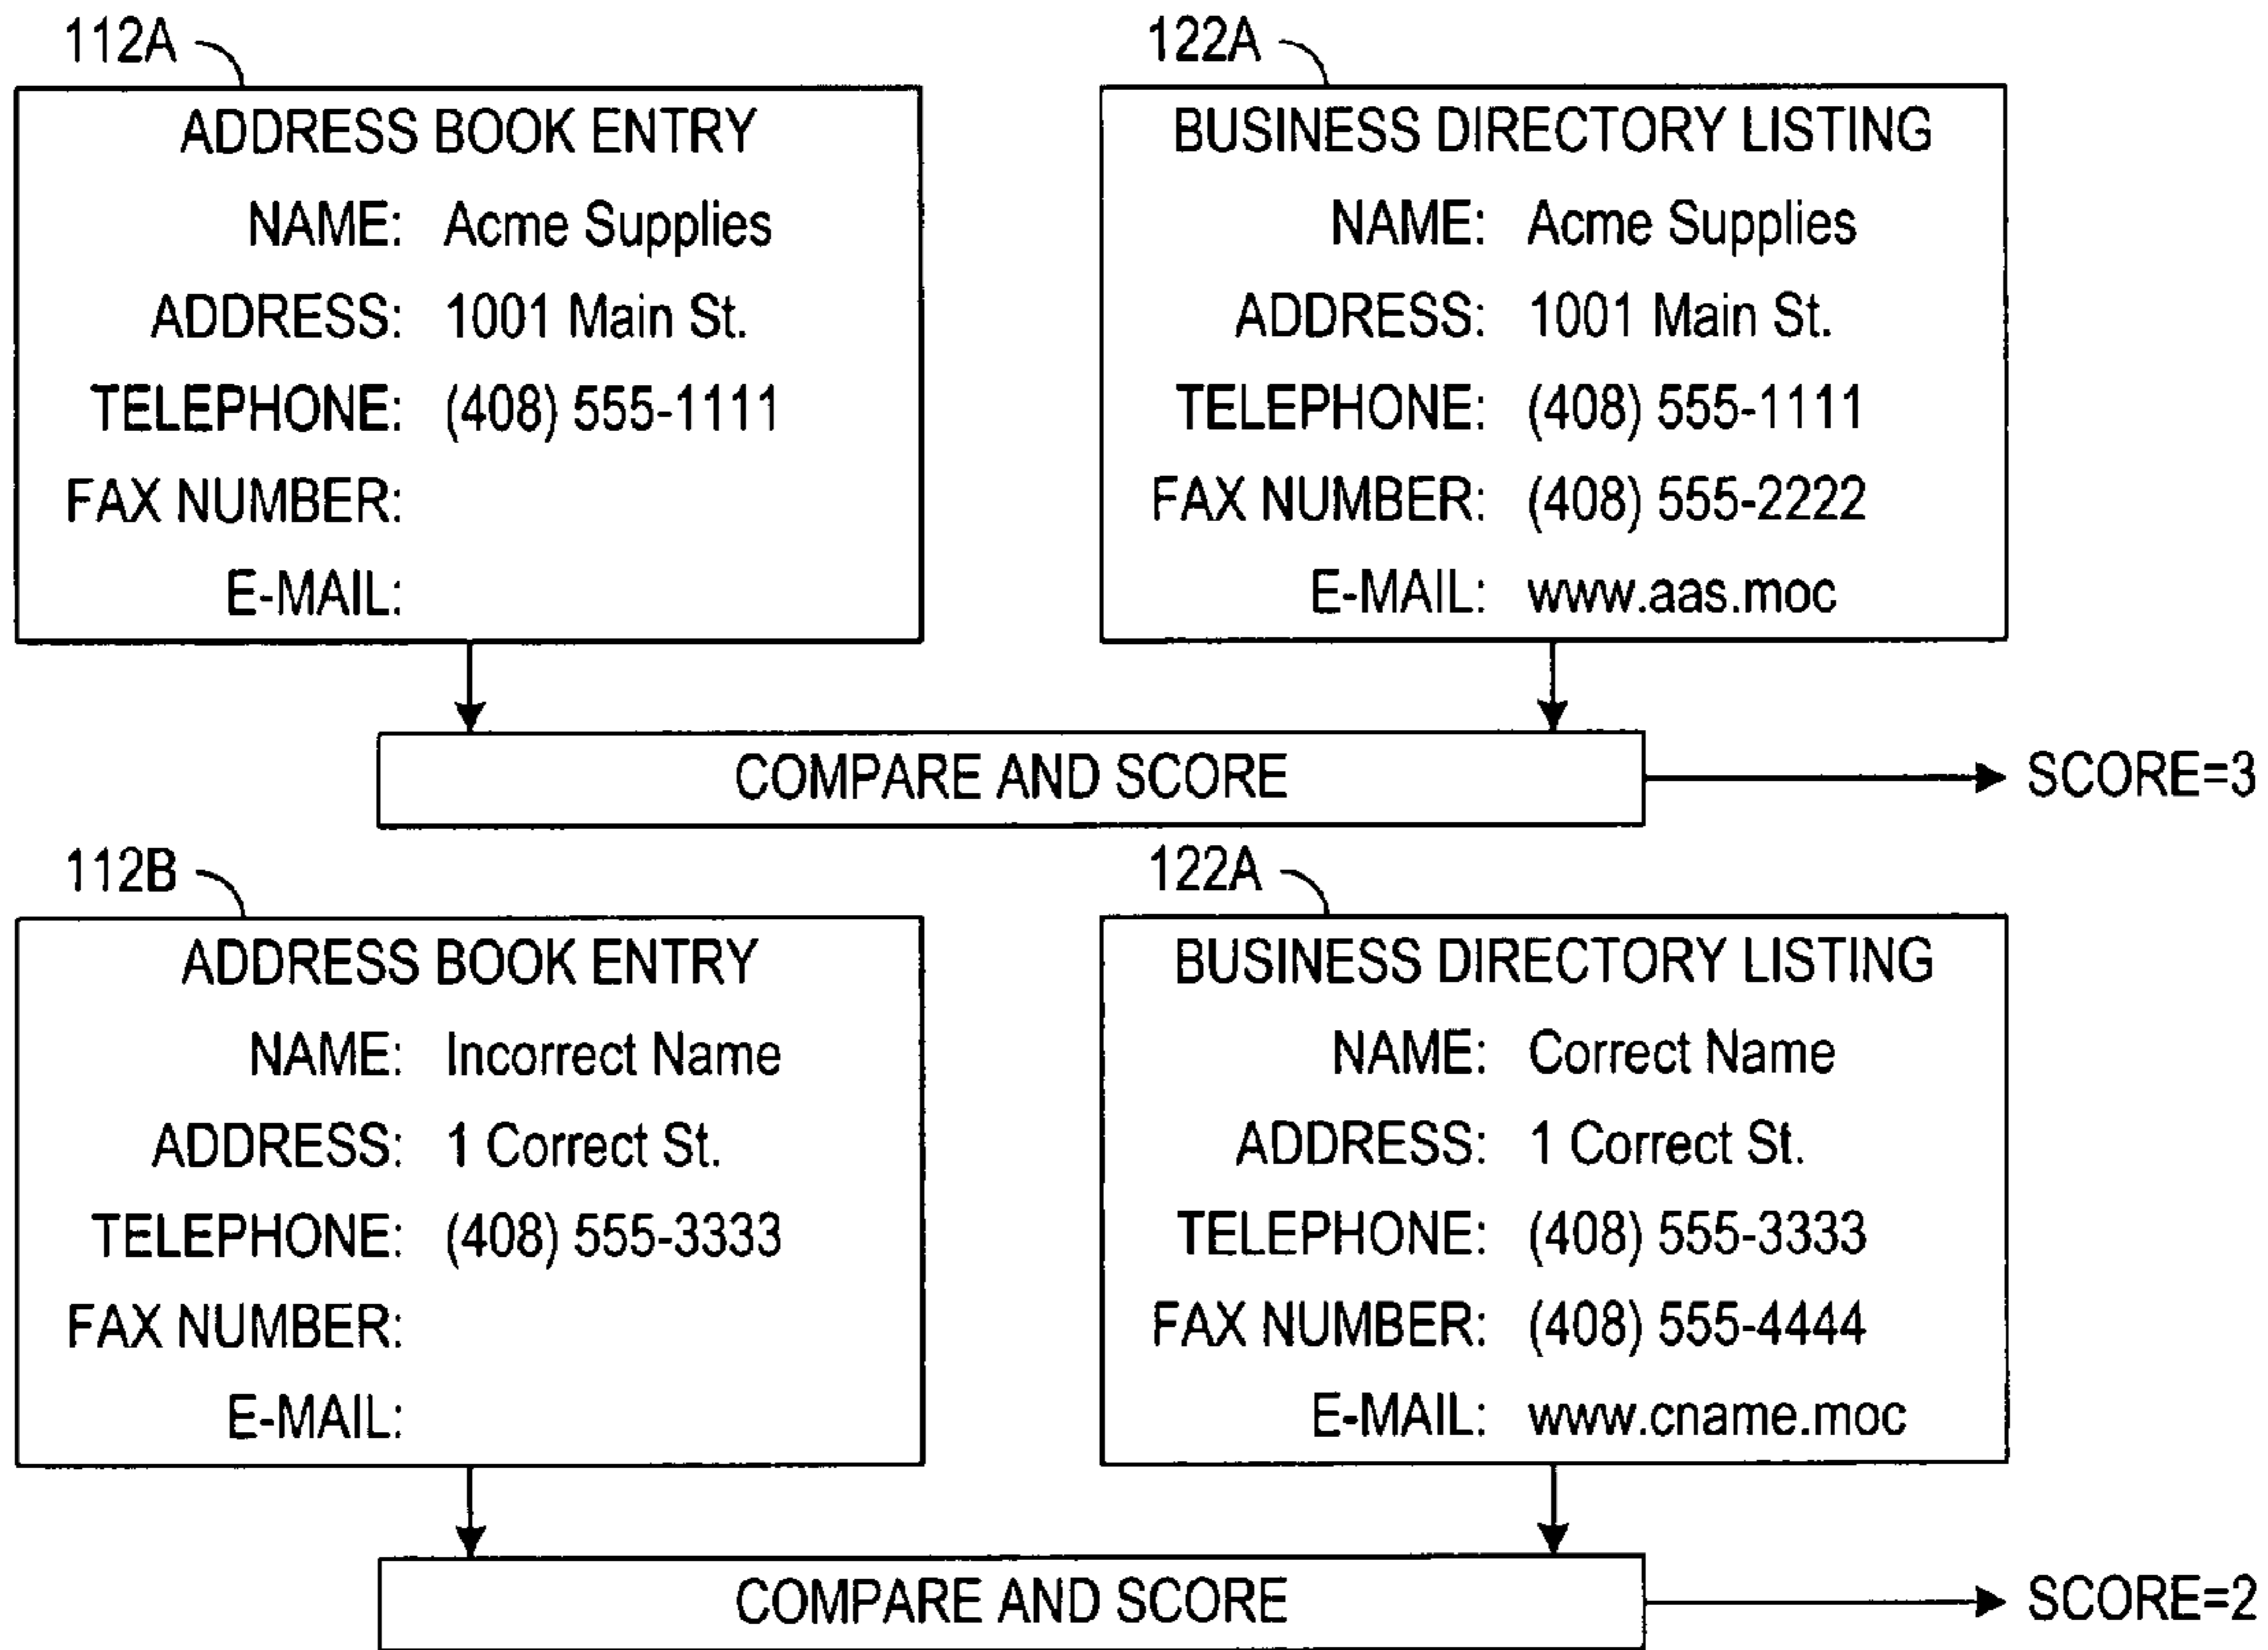 112A
ADDRESS BOOK ENTRY
NAME: Acme Supplies
ADDRESS: 1001 Main St.
TELEPHONE: (408) 555-1111
FAX NUMBER:
E-MAIL:
122A
BUSINESS DIRECTORY LISTING
NAME: Acme Supplies
ADDRESS: 1001 Main St.
TELEPHONE: (408) 555-1111
FAX NUMBER: (408) 555-2222
E-MAIL: www.aas.moc
COMPARE AND SCORE
SCORE=3
112B
ADDRESS BOOK ENTRY
NAME: Incorrect Name
ADDRESS: 1 Correct St.
TELEPHONE: (408) 555-3333
FAX NUMBER:
E-MAIL:
122A
BUSINESS DIRECTORY LISTING
NAME: Correct Name
ADDRESS: 1 Correct St.
TELEPHONE: (408) 555-3333
FAX NUMBER: (408) 555-4444
E-MAIL: www.cname.moc
COMPARE AND SCORE
SCORE=2